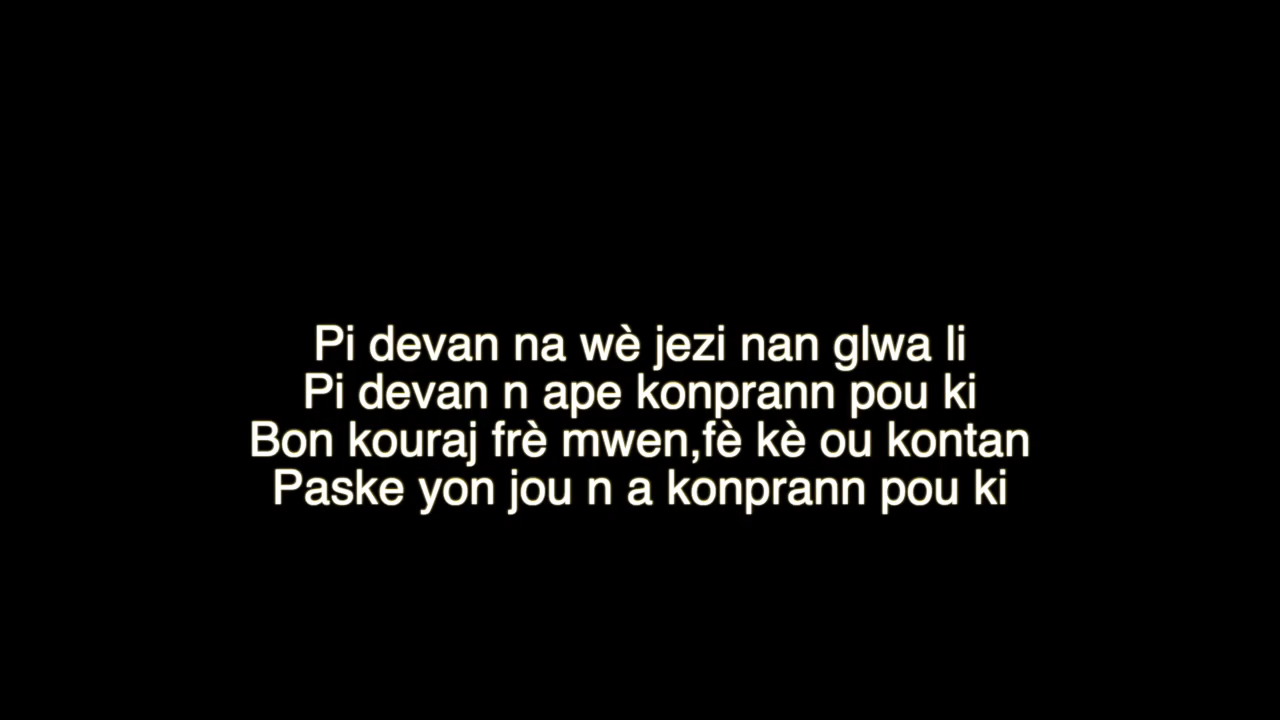 Pi devan na wè jezi nan glwa li
Pi devan n ape konprann pou ki
Bon kouraj frè mwen,fè kè ou kontan
Paske yon jou n a konprann pou ki